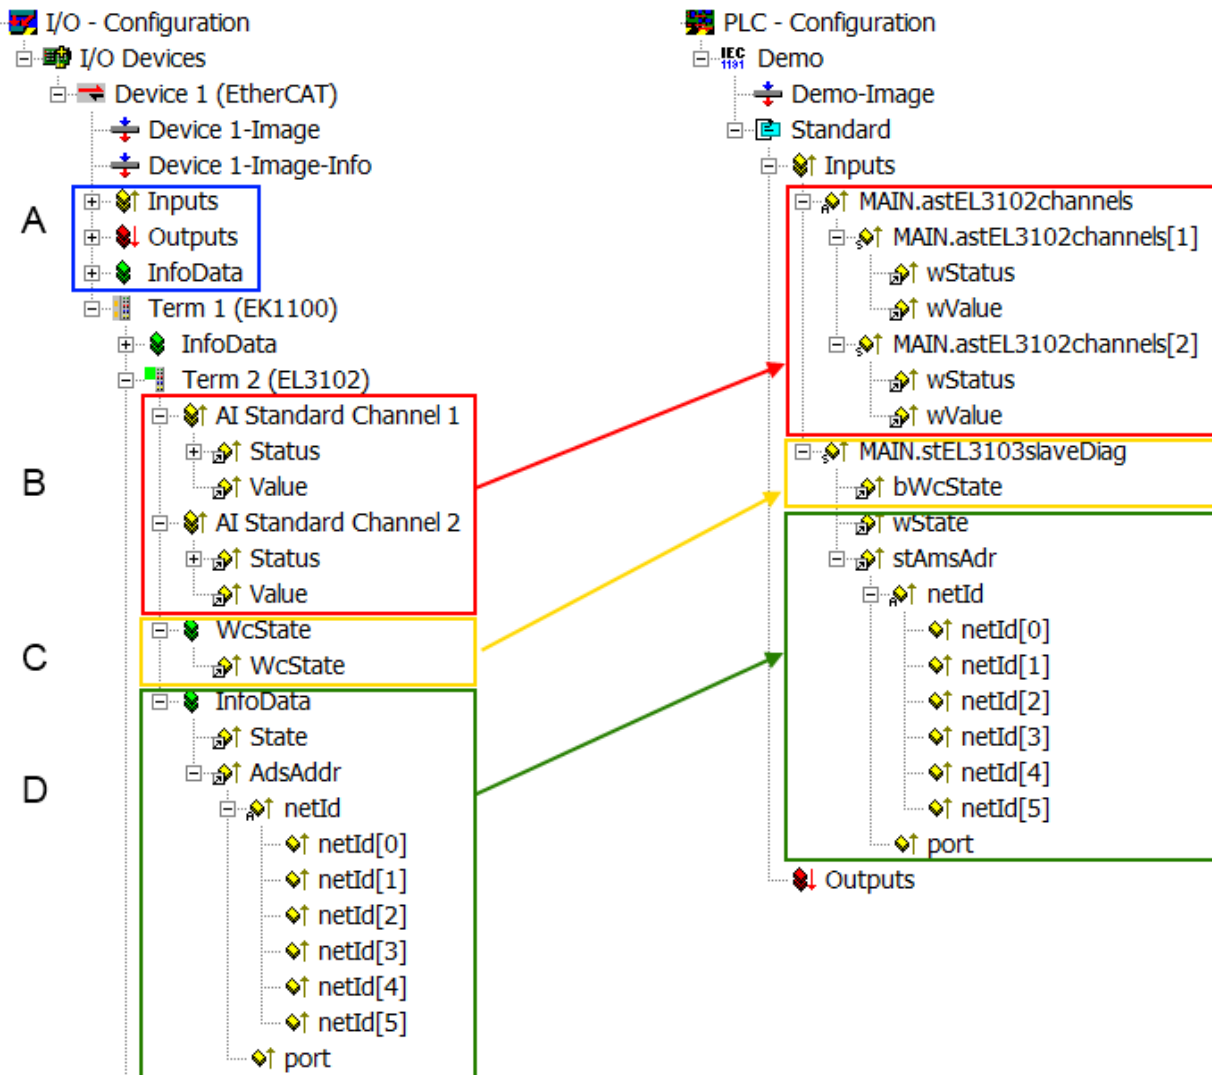 I/O - Configuration
I/O Devices
Device 1 (EtherCAT)
Device 1-Image
Device 1-Image-Info
A
Inputs
Outputs
InfoData
Term 1 (EK1100)
InfoData
Term 2 (EL3102)
B
AI Standard Channel 1
Status
Value
AI Standard Channel 2
Status
Value
C
WcState
WcState
D
InfoData
State
AdsAddr
netId
netId[0]
netId[1]
netId[2]
netId[3]
netId[4]
netId[5]
port
PLC - Configuration
IEC
1131
Demo
Demo-Image
Standard
Inputs
MAIN.astEL3102channels
MAIN.astEL3102channels[1]
wStatus
wValue
MAIN.astEL3102channels[2]
wStatus
wValue
MAIN.stEL3103slaveDiag
bWcState
wState
stAmsAdr
netId
netId[0]
netId[1]
netId[2]
netId[3]
netId[4]
netId[5]
port
Outputs